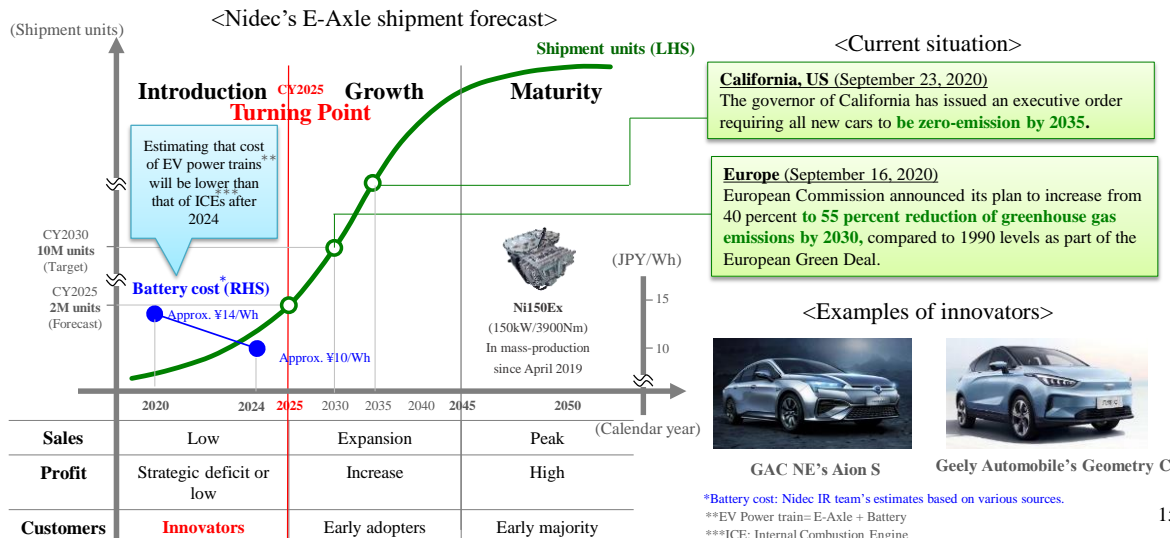 <Nidec's E-Axle shipment forecast>
(Shipment units)
Shipment units (LHS)
Introduction
CY2025
Growth
Maturity
Turning Point
Estimating that cost
of EV power trains**
will be lower than
that of ICEs*** after
2024
CY2030
10M units
(Target)
CY2025
2M units
(Forecast)
Battery cost* (RHS)
Approx. ¥14/Wh
Approx. ¥10/Wh
Ni150Ex
(150kW/3900Nm)
In mass-production
since April 2019
(JPY/Wh)
15
10
2020
2024
2025
2030
2035
2040
2045
2050
(Calendar year)
Sales
Low
Expansion
Peak
Profit
Strategic deficit or
low
Increase
High
Customers
Innovators
Early adopters
Early majority
<Current situation>
California, US (September 23, 2020)
The governor of California has issued an executive order
requiring all new cars to be zero-emission by 2035.
Europe (September 16, 2020)
European Commission announced its plan to increase from
40 percent to 55 percent reduction of greenhouse gas
emissions by 2030, compared to 1990 levels as part of the
European Green Deal.
<Examples of innovators>
GAC NE's Aion S
Geely Automobile's Geometry C
*Battery cost: Nidec IR team's estimates based on various sources.
**EV Power train= E-Axle + Battery
***ICE: Internal Combustion Engine